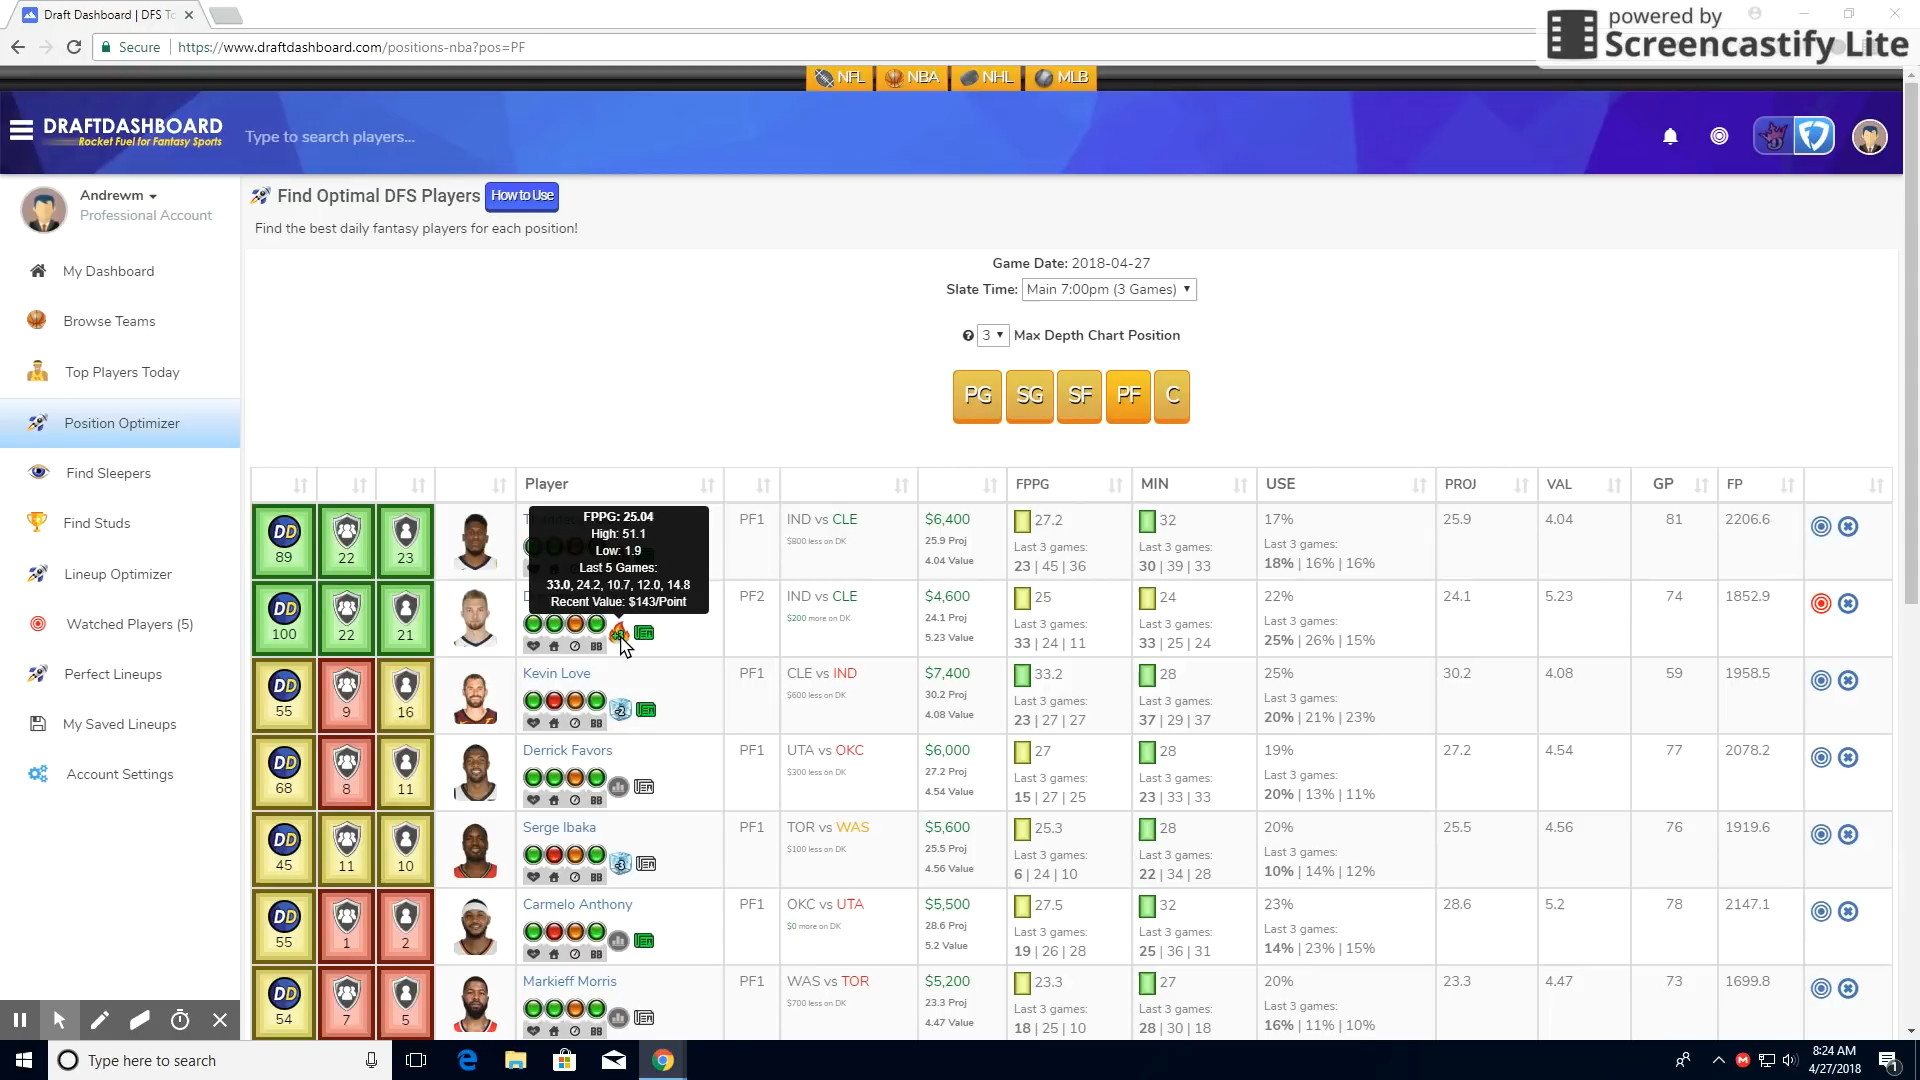 Draft Dashboard | DFS To
powered by
Screencastify Lite
Secure
https://www.draftdashboard.com/positions-nba?pos=PF
NFL
NBA
NHL
MLB
DRAFTDASHBOARD
Rocket Fuel for Fantasy Sports
Type to search players...
Andrewm
Professional Account
My Dashboard
Browse Teams
Top Players Today
Position Optimizer
Find Sleepers
Find Studs
Lineup Optimizer
Watched Players (5)
Perfect Lineups
My Saved Lineups
Account Settings
Find Optimal DFS Players
How to Use
Find the best daily fantasy players for each position!
Game Date: 2018-04-27
Slate Time: Main 7:00pm (3 Games)
3 Max Depth Chart Position
PG SG SF PF C
Player FPPG MIN USE PROJ VAL GP FP
DD 89 22 23
FPPG: 25.04
High: 51.1
Low: 1.9
Last 5 Games:
33.0, 24.2, 10.7, 12.0, 14.8
Recent Value: $143/Point
PF1 IND vs CLE $6,400 27.2 32 17% 25.9 4.04 81 2206.6
$800 less on DK 25.9 Proj Last 3 games: Last 3 games: Last 3 games:
4.04 Value 23 | 45 | 36 30 | 39 | 33 18% | 16% | 16%
DD 100 22 21
PF2 IND vs CLE $4,600 25 24 22% 24.1 5.23 74 1852.9
$200 more on DK 24.1 Proj Last 3 games: Last 3 games: Last 3 games:
5.23 Value 33 | 24 | 11 33 | 25 | 24 25% | 26% | 15%
BB
DD 55 9 16
Kevin Love PF1 CLE vs IND $7,400 33.2 28 25% 30.2 4.08 59 1958.5
$600 less on DK 30.2 Proj Last 3 games: Last 3 games: Last 3 games:
-2 4.08 Value 23 | 27 | 27 37 | 29 | 37 20% | 21% | 23%
BB
DD 68 8 11
Derrick Favors PF1 UTA vs OKC $6,000 27 28 19% 27.2 4.54 77 2078.2
$300 less on DK 27.2 Proj Last 3 games: Last 3 games: Last 3 games:
4.54 Value 15 | 27 | 25 23 | 33 | 33 20% | 13% | 11%
BB
DD 45 11 10
Serge Ibaka PF1 TOR vs WAS $5,600 25.3 28 20% 25.5 4.56 76 1919.6
$100 less on DK 25.5 Proj Last 3 games: Last 3 games: Last 3 games:
-3 4.56 Value 6 | 24 | 10 22 | 34 | 28 10% | 14% | 12%
BB
DD 55 1 2
Carmelo Anthony PF1 OKC vs UTA $5,500 27.5 32 23% 28.6 5.2 78 2147.1
$0 more on DK 28.6 Proj Last 3 games: Last 3 games: Last 3 games:
5.2 Value 19 | 26 | 28 25 | 36 | 31 14% | 23% | 15%
BB
DD 54 7 5
Markieff Morris PF1 WAS vs TOR $5,200 23.3 27 20% 23.3 4.47 73 1699.8
$700 less on DK 23.3 Proj Last 3 games: Last 3 games: Last 3 games:
4.47 Value 18 | 25 | 10 28 | 30 | 18 16% | 11% | 10%
BB
Type here to search
8:24 AM
4/27/2018
1